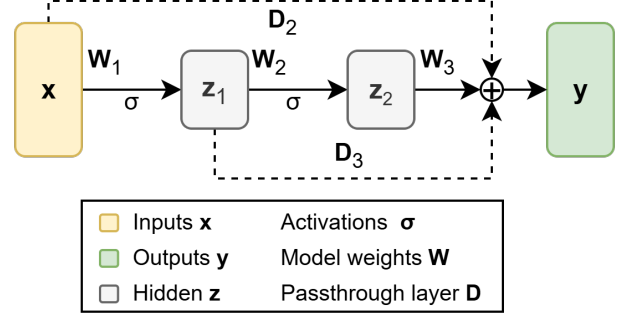 D2
W1
W2
W3
x
z1
z2
y
σ
σ
D3
Inputs x
Activations σ
Outputs y
Model weights W
Hidden z
Passthrough layer D